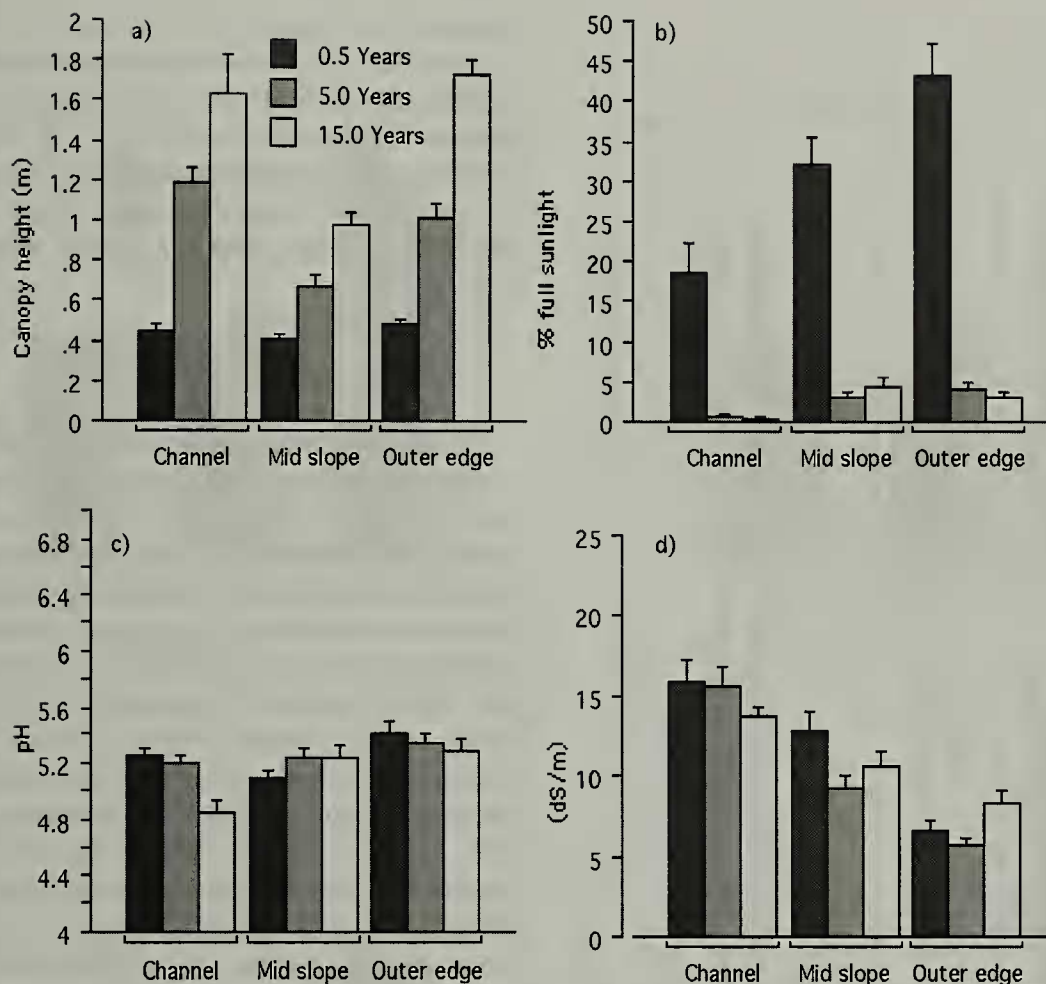 a)
Canopy height (m)
2
1.8
1.6
1.4
1.2
1
.8
.6
.4
.2
0
0.5 Years
5.0 Years
15.0 Years
Channel Mid slope Outer edge
b)
% full sunlight
50
45
40
35
30
25
20
15
10
5
0
Channel Mid slope Outer edge
c)
pH
6.8
6.4
6
5.6
5.2
4.8
4.4
4
Channel Mid slope Outer edge
d)
(dS/m)
25
20
15
10
5
0
Channel Mid slope Outer edge